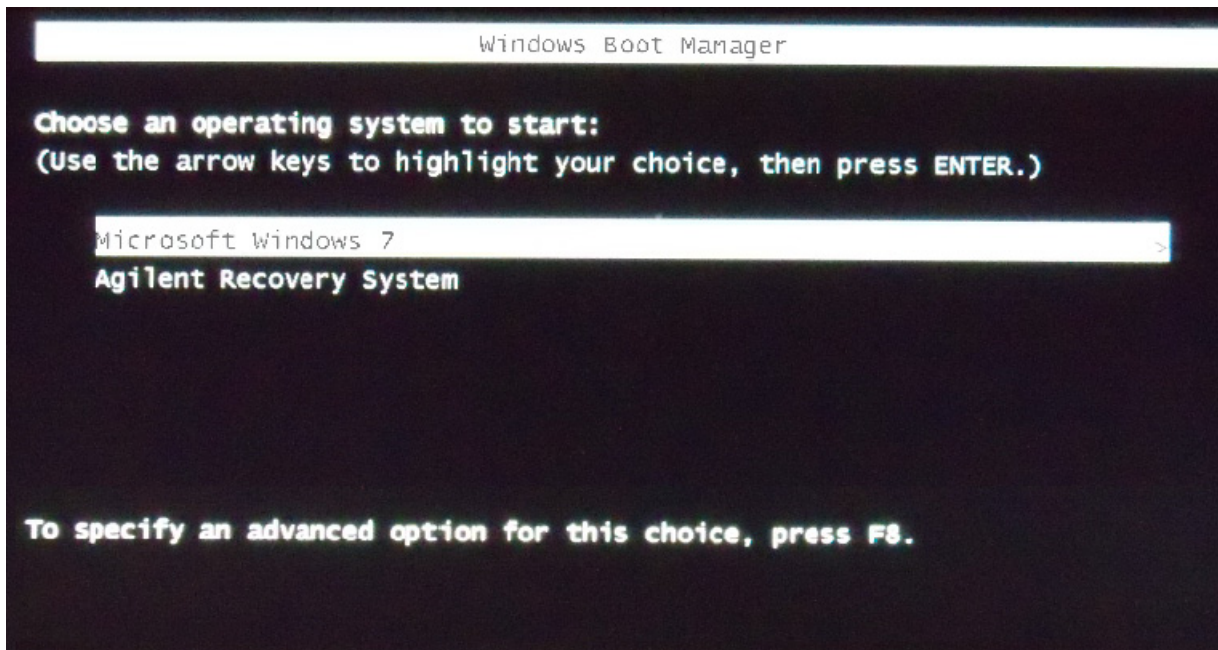 Windows Boot Manager
Choose an operating system to start:
(Use the arrow keys to highlight your choice, then press ENTER.)
Microsoft Windows 7 >
Agilent Recovery System
To specify an advanced option for this choice, press F8.